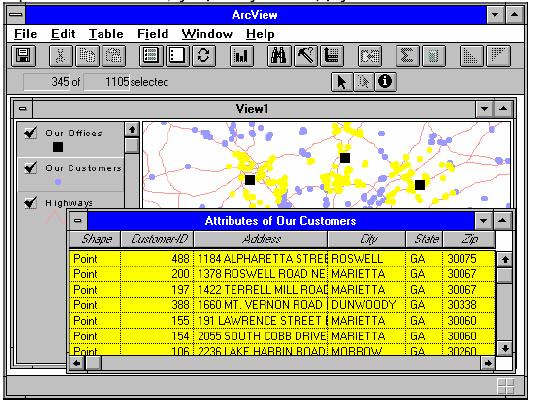 ArcView
File Edit Table Field Window Help
345 of 1105 selected
View1
Our Offices
Our Customers
Highways
Attributes of Our Customers
Shape Customer-ID Address City State Zip
Point 488 1184 ALPHARETTA STREE ROSWELL GA 30075
Point 200 1378 ROSWELL ROAD NE MARIETTA GA 30067
Point 197 1422 TERRELL MILL ROAD MARIETTA GA 30067
Point 388 1660 MT. VERNON ROAD DUNWOODY GA 30338
Point 155 191 LAWRENCE STREET MARIETTA GA 30060
Point 154 2055 SOUTH COBB DRIVE MARIETTA GA 30060
Point 106 2236 LAKE HARBIN ROAD MORROW GA 30260